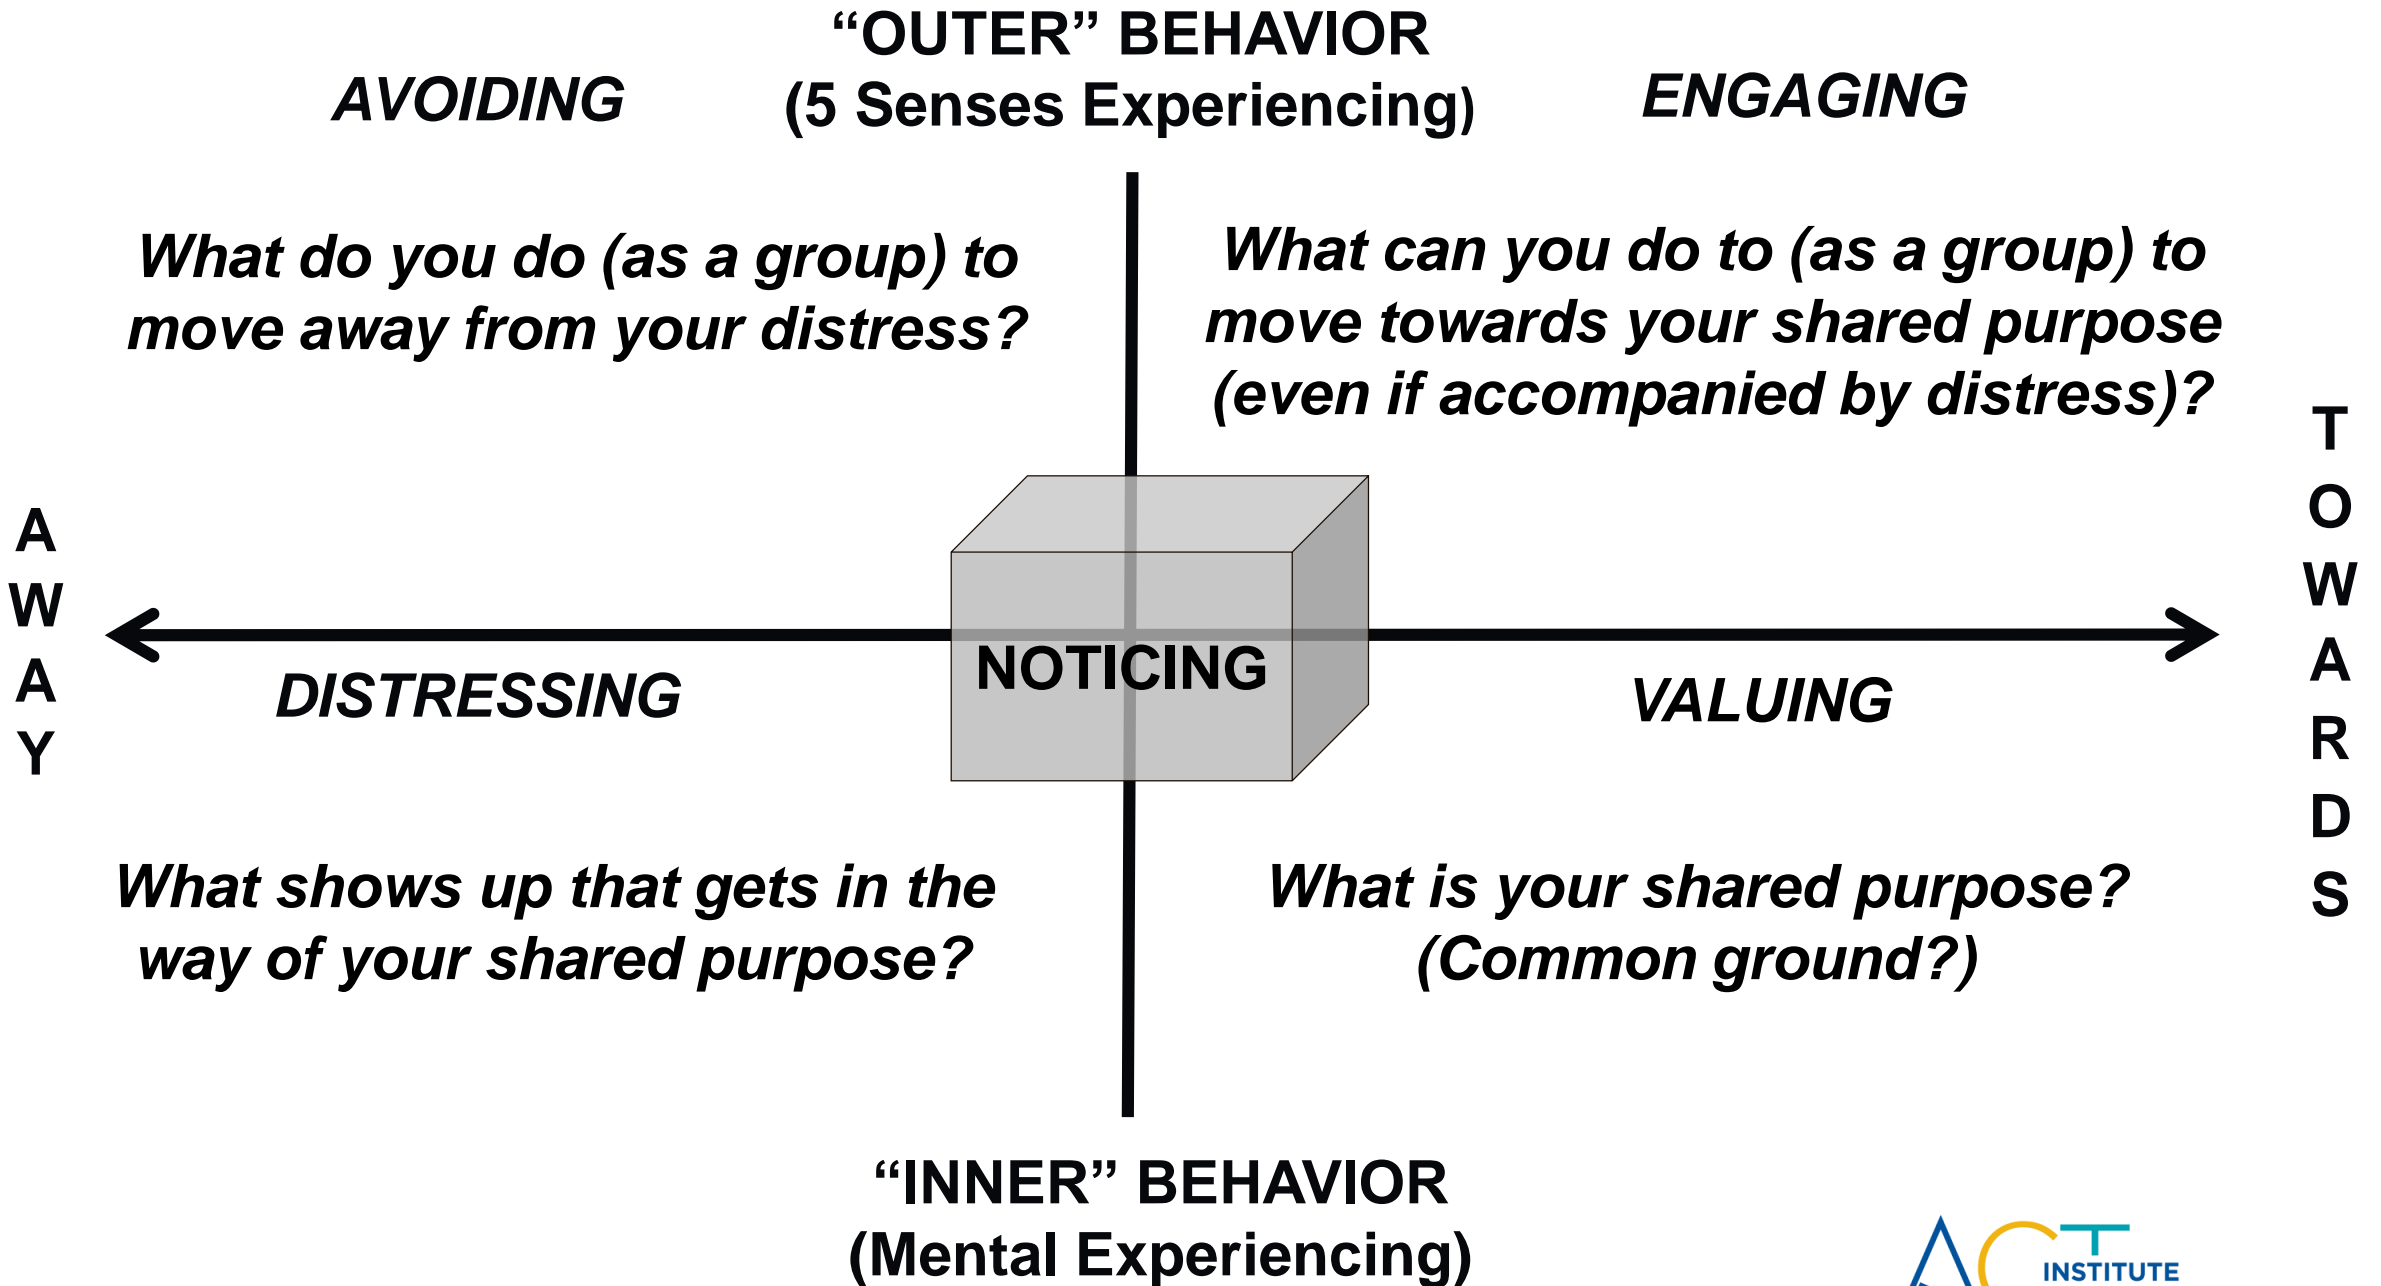 “OUTER” BEHAVIOR
(5 Senses Experiencing)
AVOIDING
ENGAGING
What do you do (as a group) to
move away from your distress?
What can you do to (as a group) to
move towards your shared purpose
(even if accompanied by distress)?
AWAY
TOWARDS
NOTICING
DISTRESSING
VALUING
What shows up that gets in the
way of your shared purpose?
What is your shared purpose?
(Common ground?)
“INNER” BEHAVIOR
(Mental Experiencing)
ACT
INSTITUTE